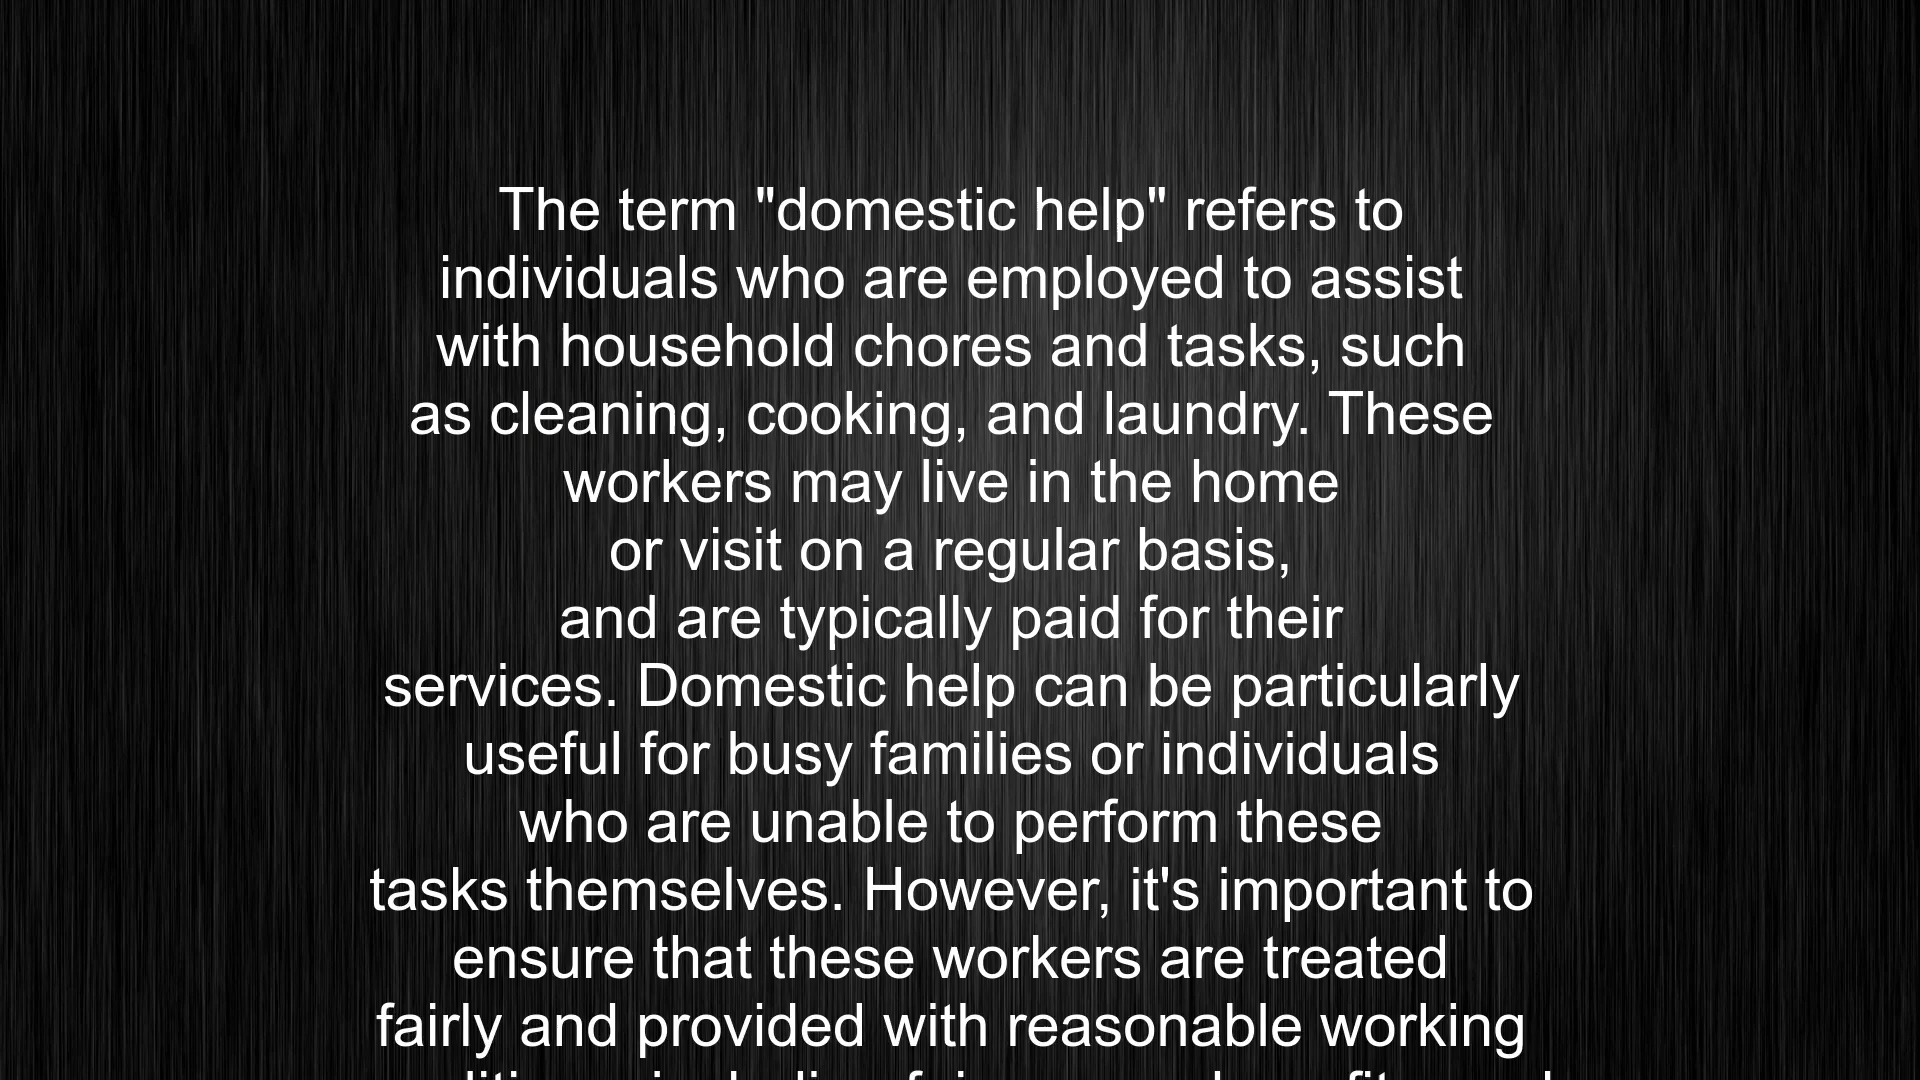 The term "domestic help" refers to
individuals who are employed to assist
with household chores and tasks, such
as cleaning, cooking, and laundry. These
workers may live in the home
or visit on a regular basis,
and are typically paid for their
services. Domestic help can be particularly
useful for busy families or individuals
who are unable to perform these
tasks themselves. However, it's important to
ensure that these workers are treated
fairly and provided with reasonable working